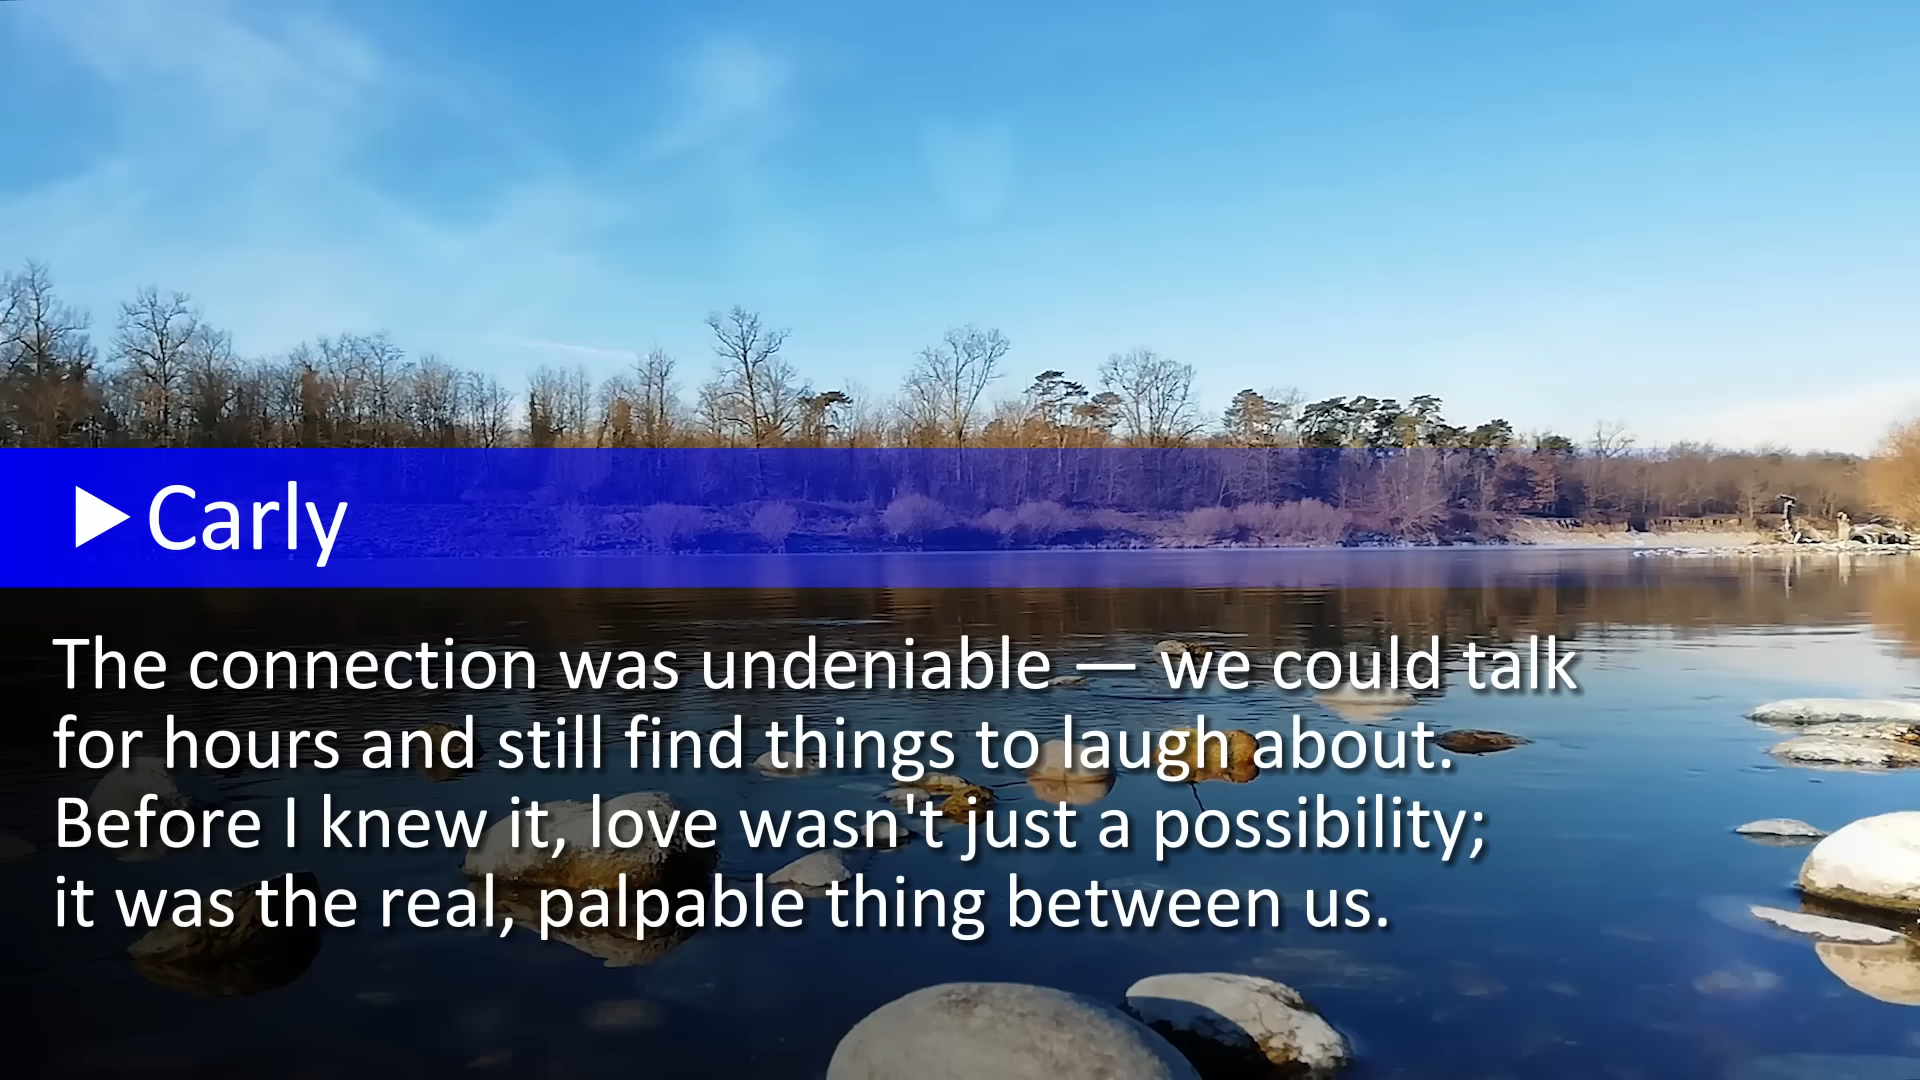 Carly
The connection was undeniable — we could talk
for hours and still find things to laugh about.
Before I knew it, love wasn't just a possibility;
it was the real, palpable thing between us.